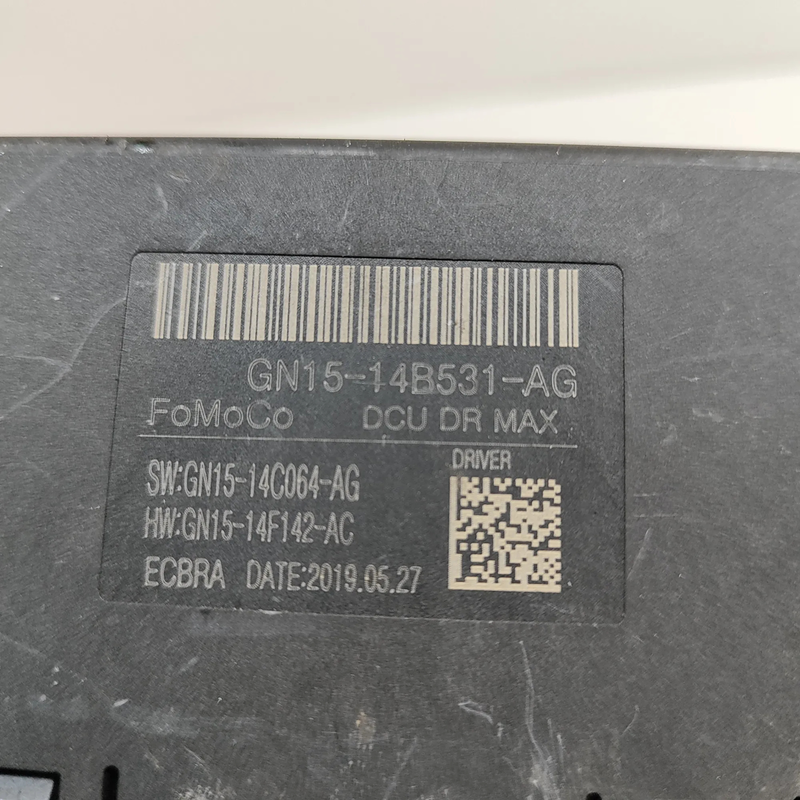 GN15-14B531-AG
FoMoCo DCU DR MAX
DRIVER
SW:GN15-14C064-AG
HW:GN15-14F142-AC
ECBRA DATE:2019.05.27